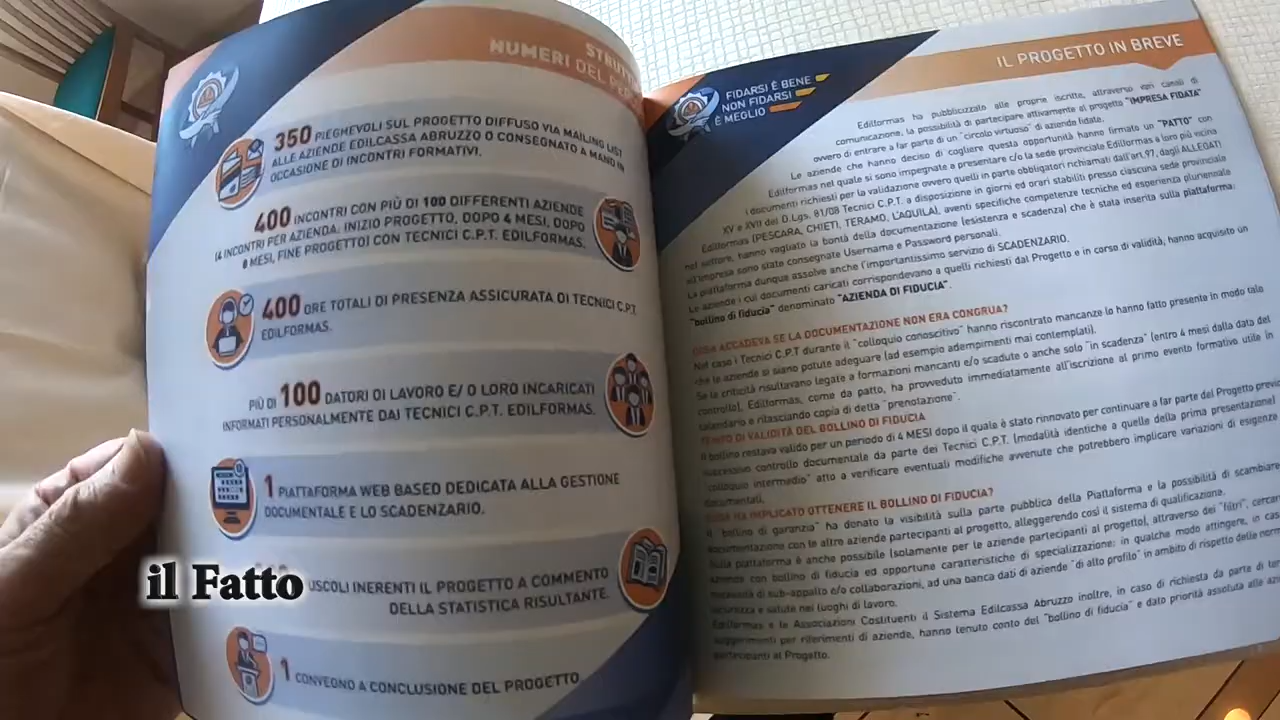 NUMERI DEL
350 PIEGHEVOLI SUL PROGETTO DIFFUSO VIA MAILING LIST
ALLE AZIENDE EDILCASSA ABRUZZO O CONSEGNATO A MANO IN
OCCASIONE DI INCONTRI FORMATIVI.
400 INCONTRI CON PIÙ DI 100 DIFFERENTI AZIENDE
(4 INCONTRI PER AZIENDA, INIZIO PROGETTO, DOPO 4 MESI, DOPO
8 MESI, FINE PROGETTO) CON TECNICI C.P.T. EDILFORMAS.
400 ORE TOTALI DI PRESENZA ASSICURATA DI TECNICI C.P.T.
EDILFORMAS.
PIÙ DI 100 DATORI DI LAVORO E/O LORO INCARICATI
INFORMATI PERSONALMENTE DAI TECNICI C.P.T. EDILFORMAS.
1 PIATTAFORMA WEB BASED DEDICATA ALLA GESTIONE
DOCUMENTALE E LO SCADENZARIO.
USCOLI INERENTI IL PROGETTO A COMMENTO
DELLA STATISTICA RISULTANTE.
1 CONVEGNO A CONCLUSIONE DEL PROGETTO
il Fatto
FIDARSI È BENE
NON FIDARSI
È MEGLIO
IL PROGETTO IN BREVE
Edilformas ha pubblicizzato alle proprie iscritte, attraverso vari canali di
comunicazione, la possibilità di partecipare attivamente al progetto "IMPRESA FIDATA"
ovvero di entrare a far parte di un "circolo virtuoso" di aziende fidate.
Le aziende che hanno deciso di cogliere questa opportunità hanno firmato un "PATTO" con
Edilformas nel quale si sono impegnate a presentare c/o la sede provinciale Edilformas a loro più vicina
i documenti richiesti per la validazione ovvero quelli in parte obbligatori richiamati dall'art.97, dagli ALLEGATI
XV e XVII del D.Lgs. 81/08 Tecnici C.P.T. a disposizione in giorni ed orari stabiliti presso ciascuna sede provinciale
Edilformas (PESCARA, CHIETI, TERAMO, L'AQUILA), aventi specifiche competenze tecniche ed esperienza pluriennale
nel settore, hanno vagliato la bontà della documentazione (esistenza e scadenza) che è stata inserita sulla piattaforma:
all'impresa sono state consegnate Username e Password personali.
La piattaforma dunque assolve anche l'importantissimo servizio di SCADENZARIO.
Le aziende i cui documenti caricati corrispondevano a quelli richiesti dal Progetto e in corso di validità, hanno acquisito un
"bollino di fiducia" denominato "AZIENDA DI FIDUCIA".
COSA ACCADEVA SE LA DOCUMENTAZIONE NON ERA CONGRUA?
Nel caso i Tecnici C.P.T durante il "colloquio conoscitivo" hanno riscontrato mancanze lo hanno fatto presente in modo tale
che le aziende si siano potute adeguare (ad esempio adempimenti mai contemplati).
Se le criticità risultavano legate a formazioni mancanti e/o scadute o anche solo "in scadenza" (entro 4 mesi dalla data del
controllo), Edilformas, come da patto, ha provveduto immediatamente all'iscrizione al primo evento formativo utile in
calendario e rilasciando copia di detta "prenotazione".
TEMPO DI VALIDITÀ DEL BOLLINO DI FIDUCIA
Il bollino restava valido per un periodo di 4 MESI dopo il quale è stato rinnovato per continuare a far parte del Progetto previo
successivo controllo documentale da parte dei Tecnici C.P.T. (modalità identiche a quelle della prima presentazione)
"colloquio intermedio" atto a verificare eventuali modifiche avvenute che potrebbero implicare variazioni di esigenze
documentali.
COSA HA IMPLICATO OTTENERE IL BOLLINO DI FIDUCIA?
Il "bollino di garanzia" ha donato la visibilità sulla parte pubblica della Piattaforma e la possibilità di scambiare
documentazione con le altre aziende partecipanti al progetto, alleggerendo così il sistema di qualificazione.
Sulla piattaforma è anche possibile (solamente per le aziende partecipanti al progetto), attraverso dei "filtri", cercare
aziende con bollino di fiducia ed opportune caratteristiche di specializzazione: in qualche modo attingere, in caso
necessità di sub-appalto e/o collaborazioni, ad una banca dati di aziende "di alto profilo" in ambito di rispetto delle norme
sicurezza e salute nei luoghi di lavoro.
Edilformas e le Associazioni Costituenti il Sistema Edilcassa Abruzzo inoltre, in caso di richiesta da parte di
suggerimenti per riferimenti di aziende, hanno tenuto conto del "bollino di fiducia" e dato priorità assoluta alle
partecipanti al Progetto.